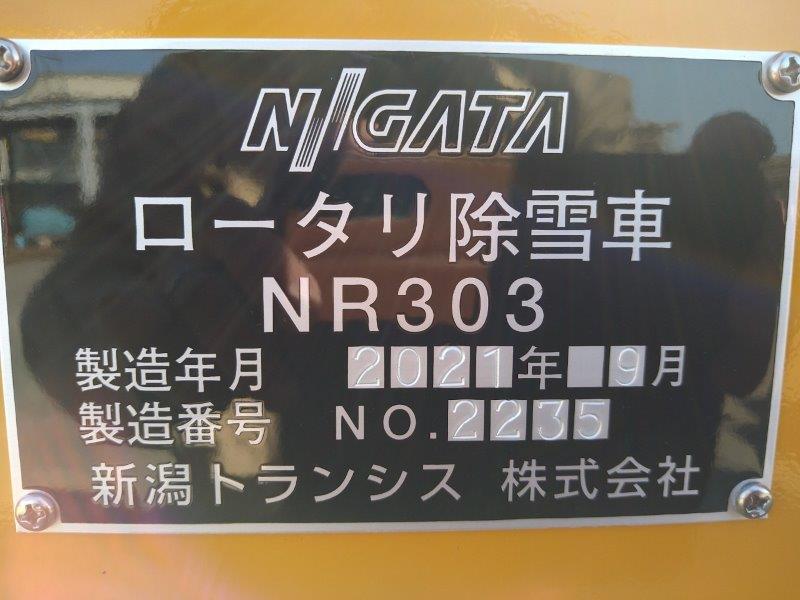 NIIGATA
ロータリ除雪車
NR303
製造年月 2021年 9月
製造番号 NO.2235
新潟トランシス 株式会社